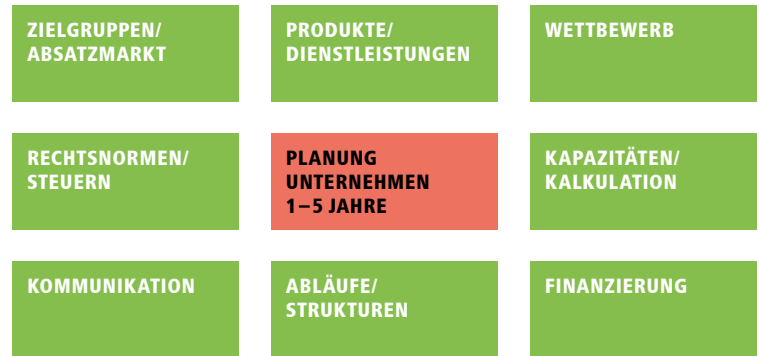 ZIELGRUPPEN/
ABSATZMARKT
PRODUKTE/
DIENSTLEISTUNGEN
WETTBEWERB
RECHTSNORMEN/
STEUERN
PLANUNG
UNTERNEHMEN
1–5 JAHRE
KAPAZITÄTEN/
KALKULATION
KOMMUNIKATION
ABLÄUFE/
STRUKTUREN
FINANZIERUNG